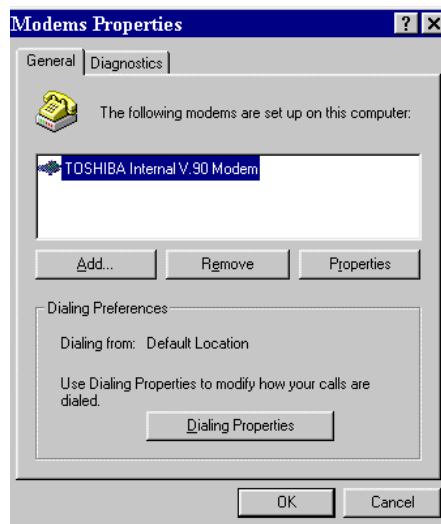 Modems Properties ? X
General Diagnostics
The following modems are set up on this computer:
TOSHIBA Internal V.90 Modem
Add... Remove Properties
Dialing Preferences
Dialing from: Default Location
Use Dialing Properties to modify how your calls are
dialed.
Dialing Properties
OK Cancel